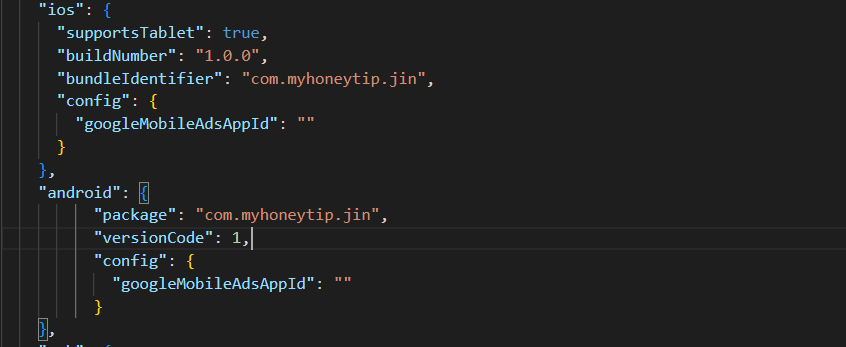 "ios": {
"supportsTablet": true,
"buildNumber": "1.0.0",
"bundleIdentifier": "com.myhoneytip.jin",
"config": {
"googleMobileAdsAppId": ""
}
},
"android": {
"package": "com.myhoneytip.jin",
"versionCode": 1,
"config": {
"googleMobileAdsAppId": ""
}
},